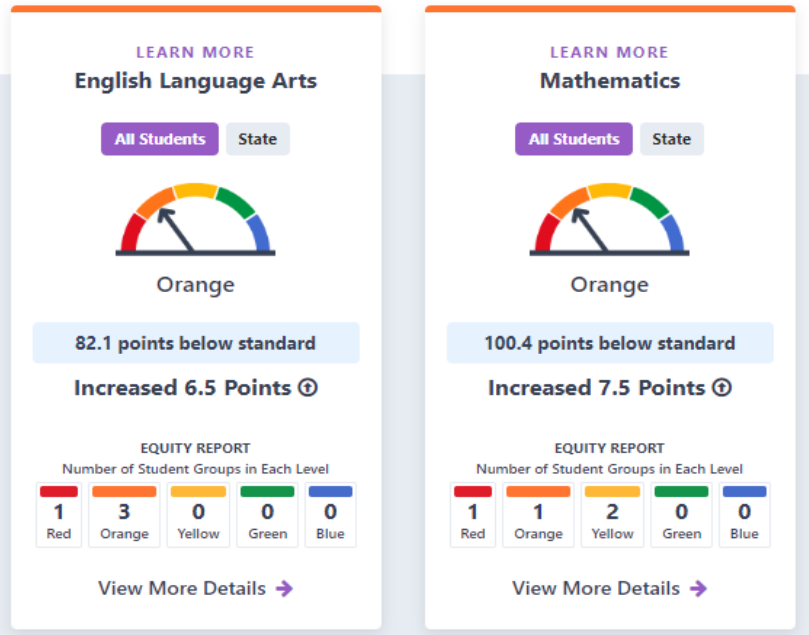 LEARN MORE
English Language Arts
All Students State
Orange
82.1 points below standard
Increased 6.5 Points
EQUITY REPORT
Number of Student Groups in Each Level
1 3 0 0 0
Red Orange Yellow Green Blue
View More Details
LEARN MORE
Mathematics
All Students State
Orange
100.4 points below standard
Increased 7.5 Points
EQUITY REPORT
Number of Student Groups in Each Level
1 1 2 0 0
Red Orange Yellow Green Blue
View More Details